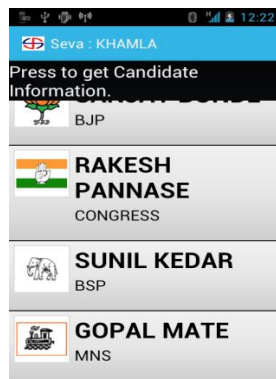 12:22
Seva : KHAMLA
Press to get Candidate
Information.
BJP
RAKESH
PANNASE
CONGRESS
SUNIL KEDAR
BSP
GOPAL MATE
MNS